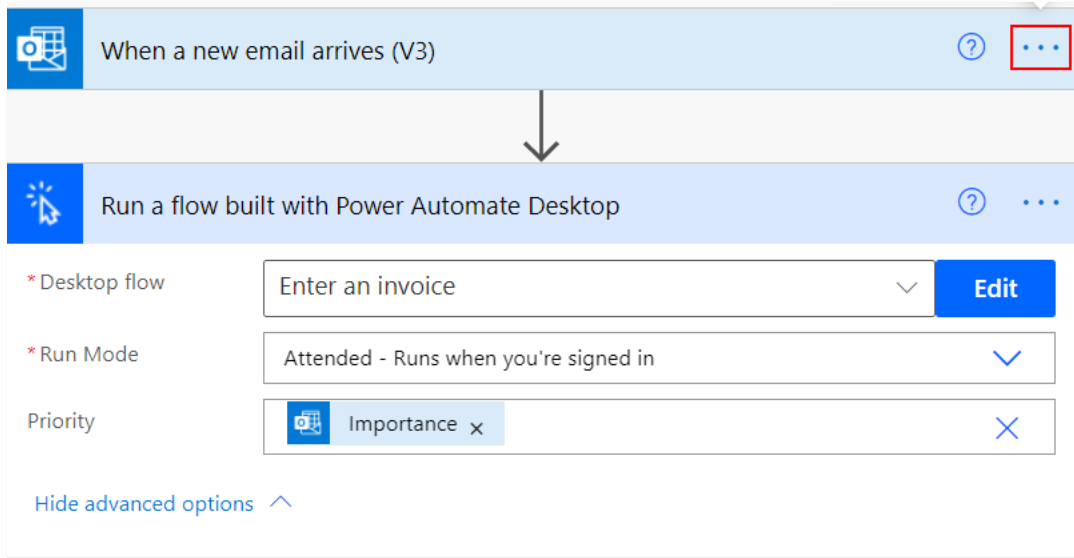 When a new email arrives (V3)
Run a flow built with Power Automate Desktop
* Desktop flow
Enter an invoice
Edit
* Run Mode
Attended - Runs when you're signed in
Priority
Importance
Hide advanced options